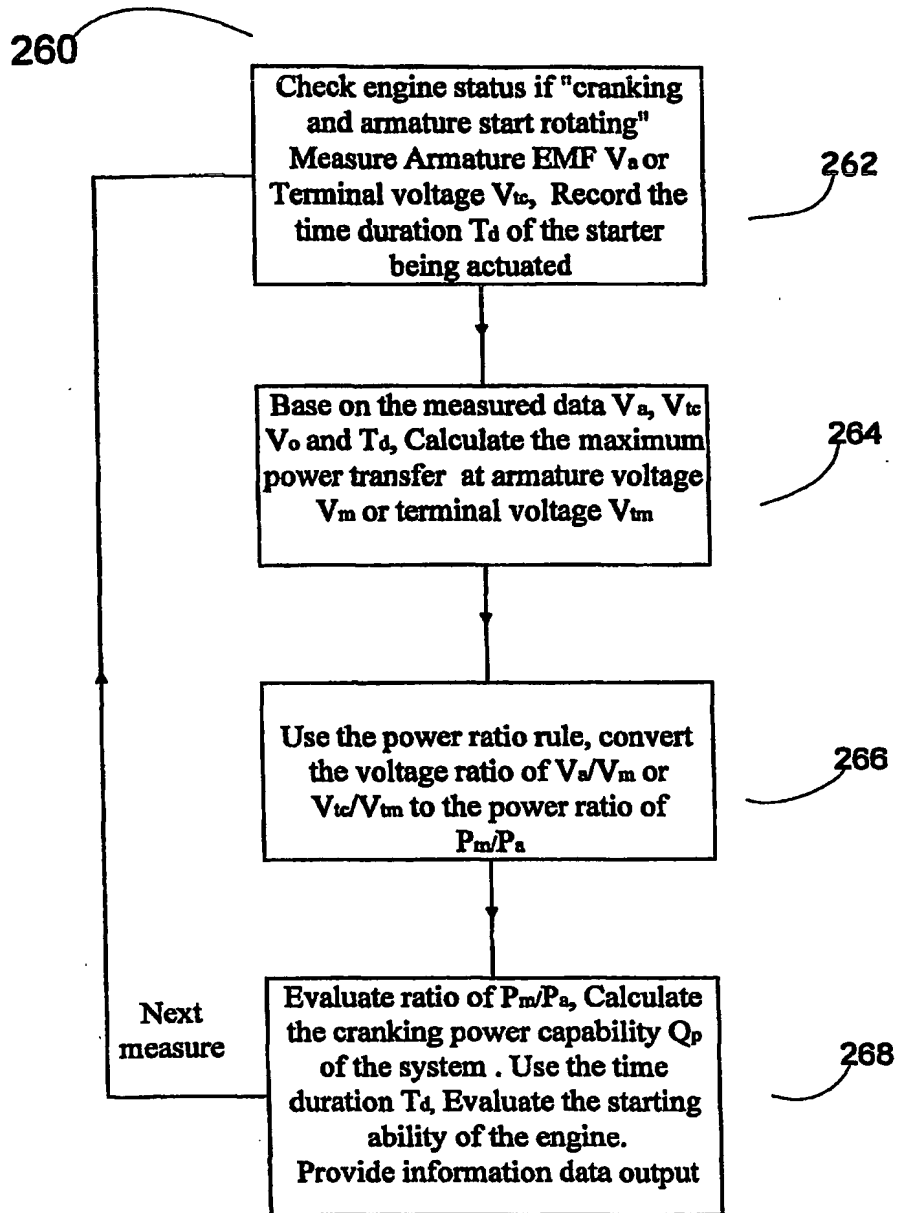 260
Check engine status if "cranking
and armature start rotating"
Measure Armature EMF Va or
Terminal voltage Vtc, Record the
time duration Td of the starter
being actuated
262
Base on the measured data Va, Vtc
Vo and Td, Calculate the maximum
power transfer at armature voltage
Vm or terminal voltage Vtm
264
Use the power ratio rule, convert
the voltage ratio of Va/Vm or
Vtc/Vtm to the power ratio of
Pm/Pa
266
Next
measure
Evaluate ratio of Pm/Pa, Calculate
the cranking power capability Qp
of the system . Use the time
duration Td, Evaluate the starting
ability of the engine.
Provide information data output
268